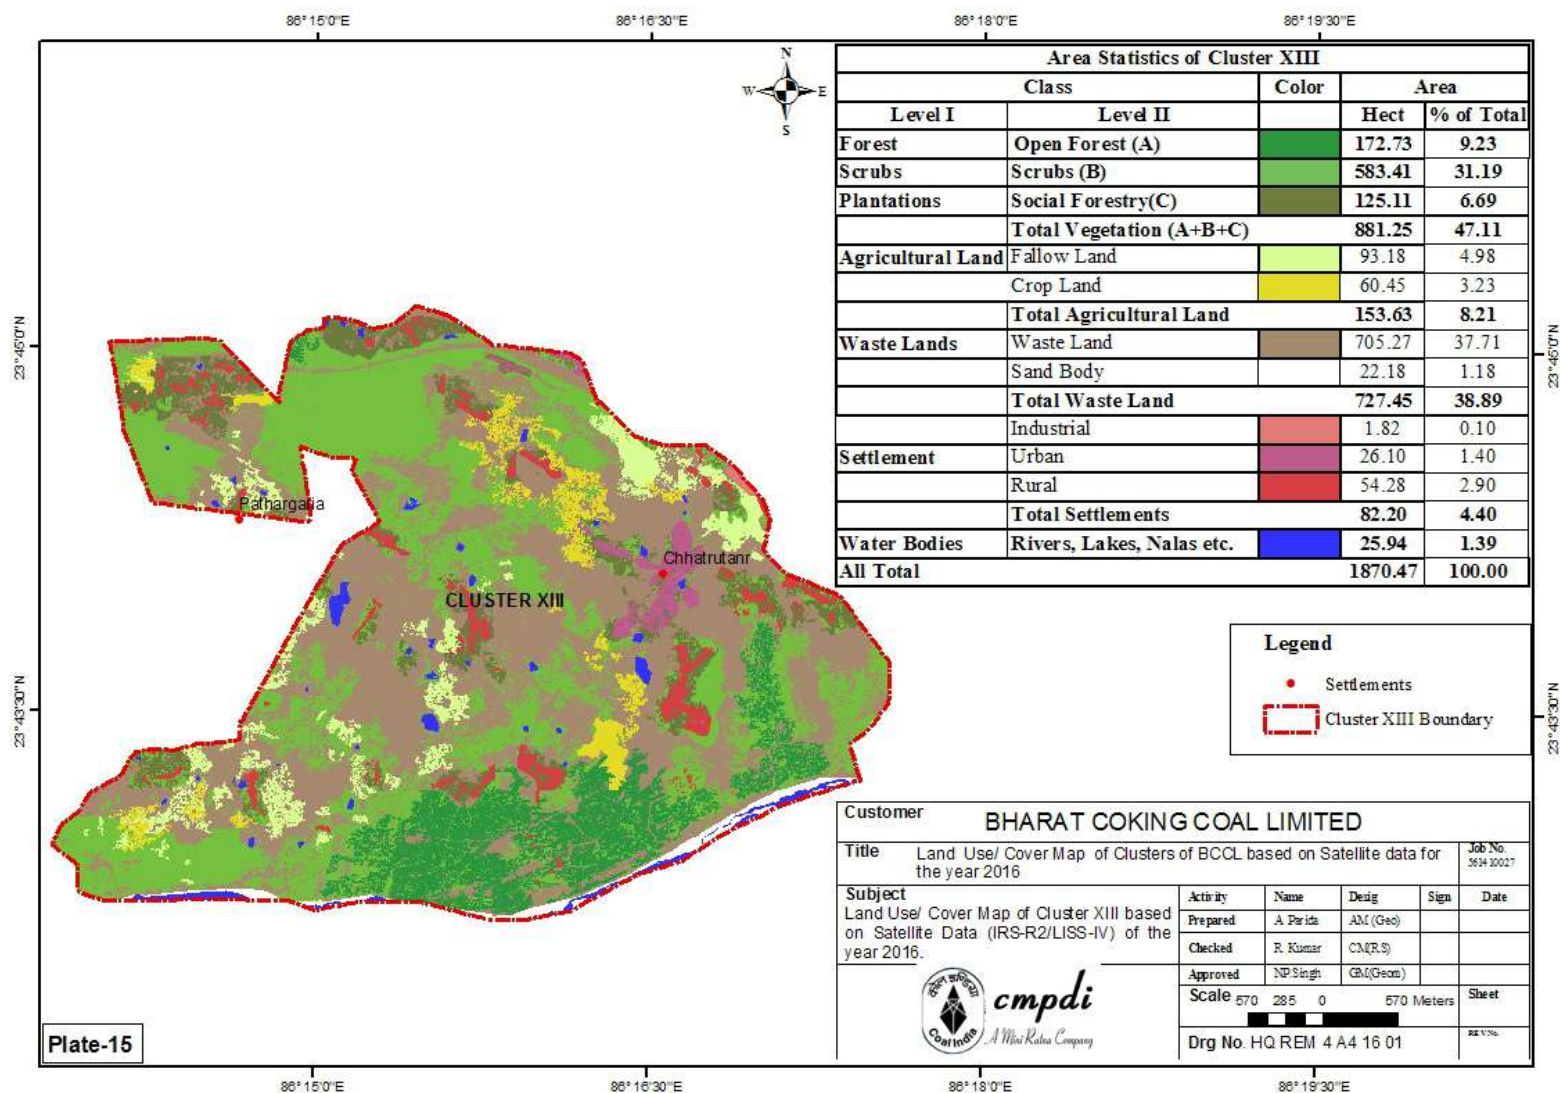 86°15'0"E 86°16'30"E 86°18'0"E 86°19'30"E
N
W E
S
Area Statistics of Cluster XIII
Class Color Area
Level I Level II Hect % of Total
Forest Open Forest (A) 172.73 9.23
Scrubs Scrubs (B) 583.41 31.19
Plantations Social Forestry(C) 125.11 6.69
Total Vegetation (A+B+C) 881.25 47.11
Agricultural Land Fallow Land 93.18 4.98
Crop Land 60.45 3.23
Total Agricultural Land 153.63 8.21
Waste Lands Waste Land 705.27 37.71
Sand Body 22.18 1.18
Total Waste Land 727.45 38.89
Industrial 1.82 0.10
Settlement Urban 26.10 1.40
Rural 54.28 2.90
Total Settlements 82.20 4.40
Water Bodies Rivers, Lakes, Nalas etc. 25.94 1.39
All Total 1870.47 100.00
23°45'0"N 23°45'0"N
Pathargalia
Chhatrutanr
CLUSTER XIII
23°43'30"N 23°43'30"N
Legend
Settlements
Cluster XIII Boundary
Customer BHARAT COKING COAL LIMITED
Title Land Use/ Cover Map of Clusters of BCCL based on Satellite data for
the year 2016
Job No.
561410027
Subject
Land Use/ Cover Map of Cluster XIII based
on Satellite Data (IRS-R2/LISS-IV) of the
year 2016.
Activity Name Desig Sign Date
Prepared A Parida AM (Geo)
Checked R. Kumar CM(RS)
Approved NP.Singh GM(Geom)
Scale 570 285 0 570 Meters Sheet
कोल इण्डिया
Coal India
cmpdi
A Mini Ratna Company
Drg No. HQ REM 4 A4 16 01
REV No.
Plate-15
86°15'0"E 86°16'30"E 86°18'0"E 86°19'30"E